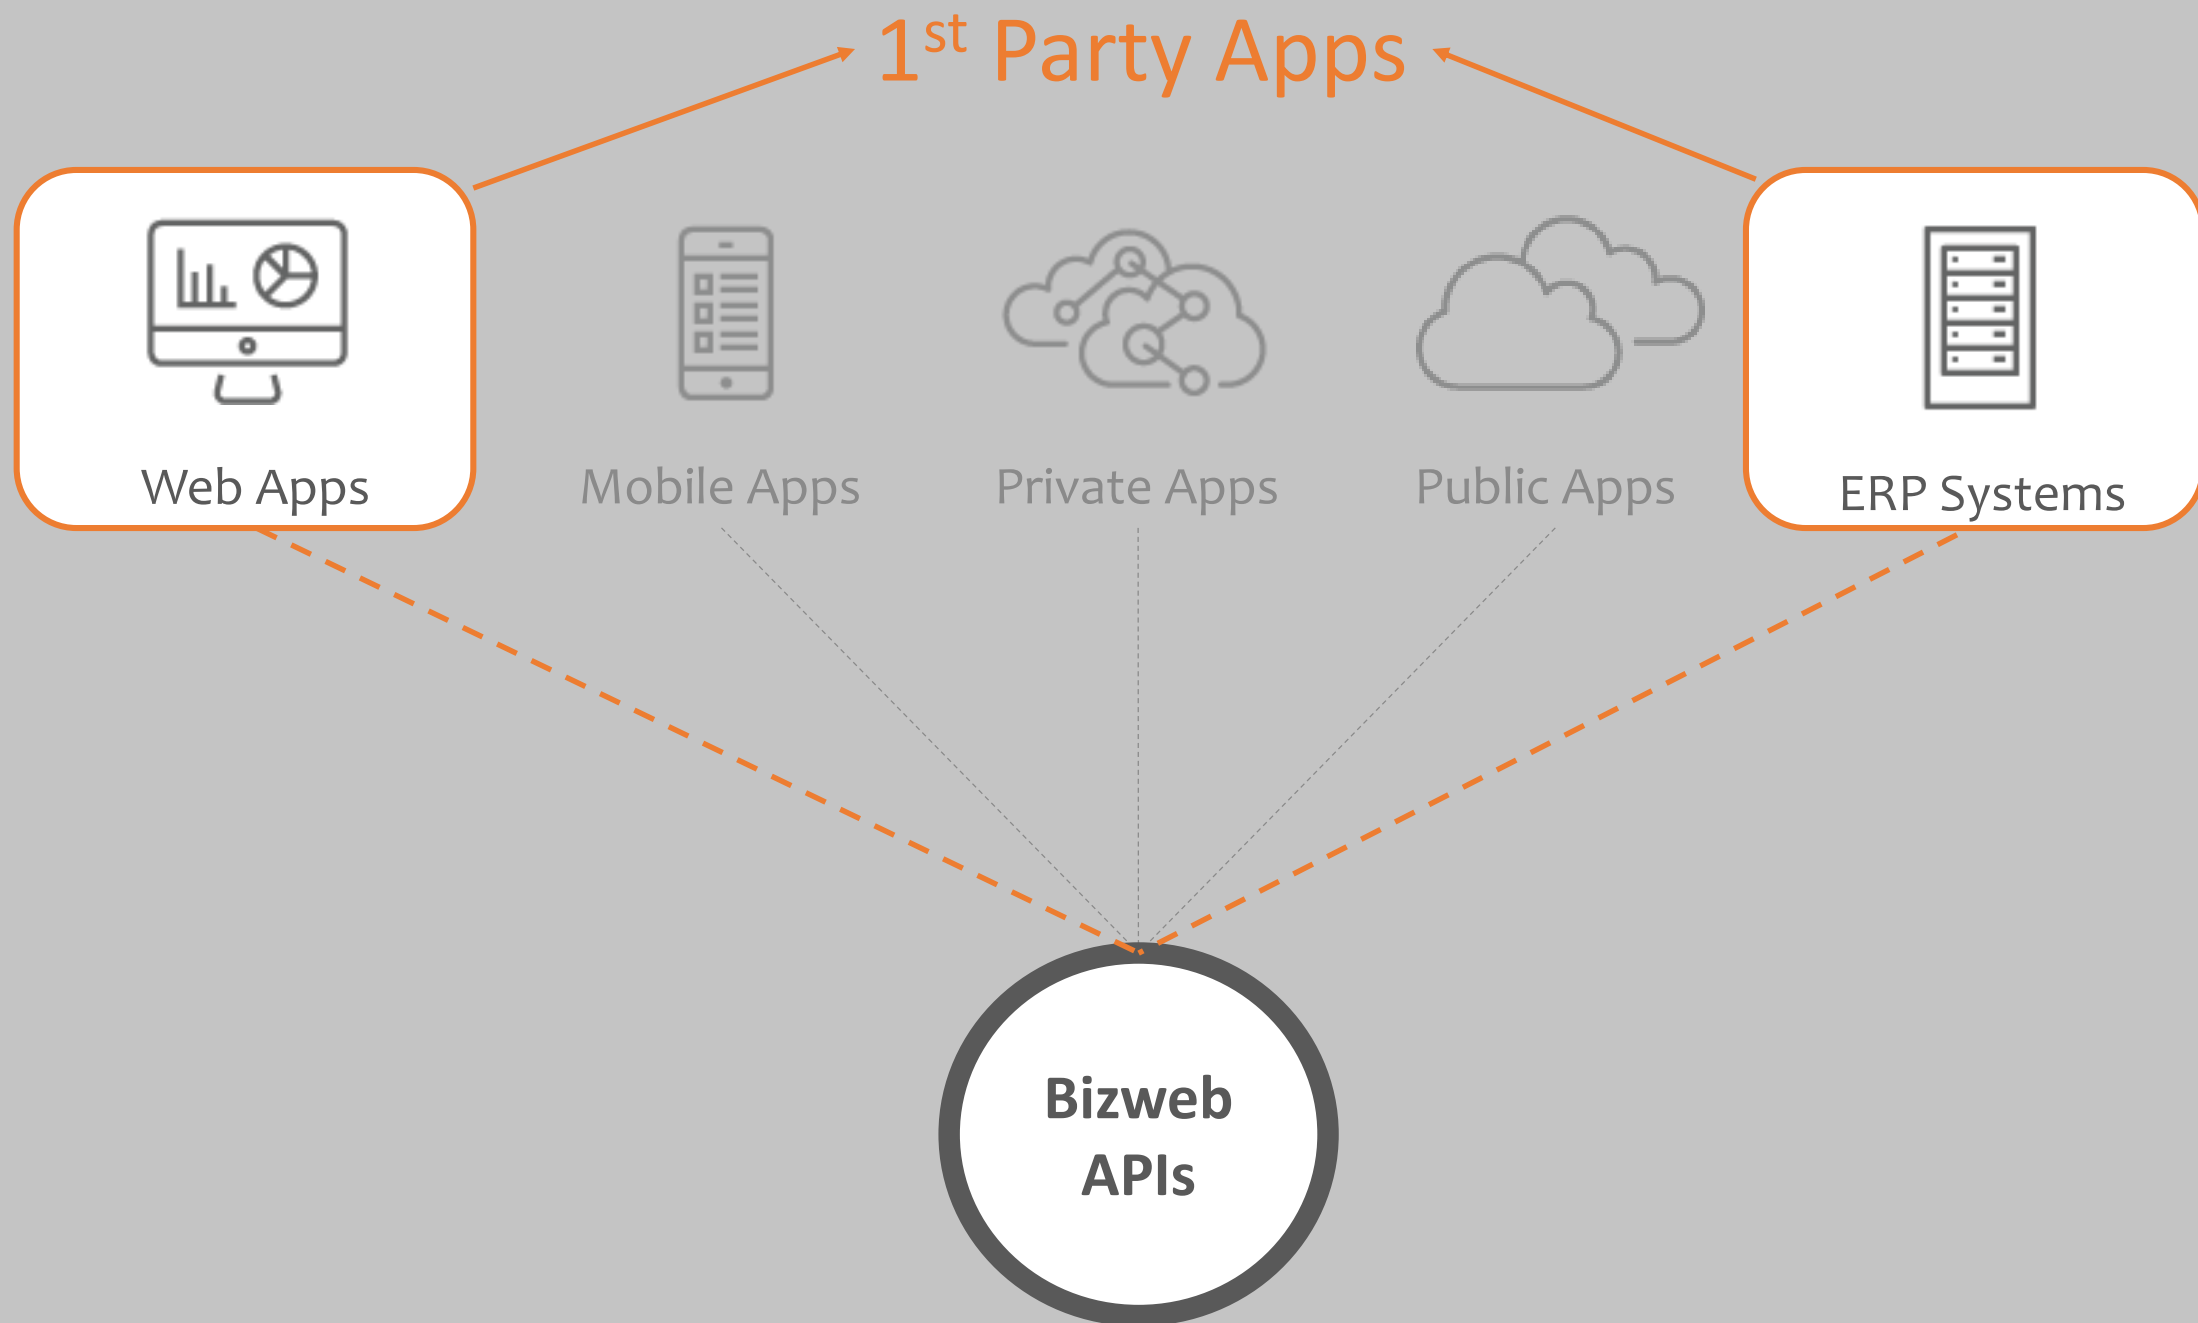 1st Party Apps
Web Apps
Mobile Apps
Private Apps
Public Apps
ERP Systems
Bizweb
APIs